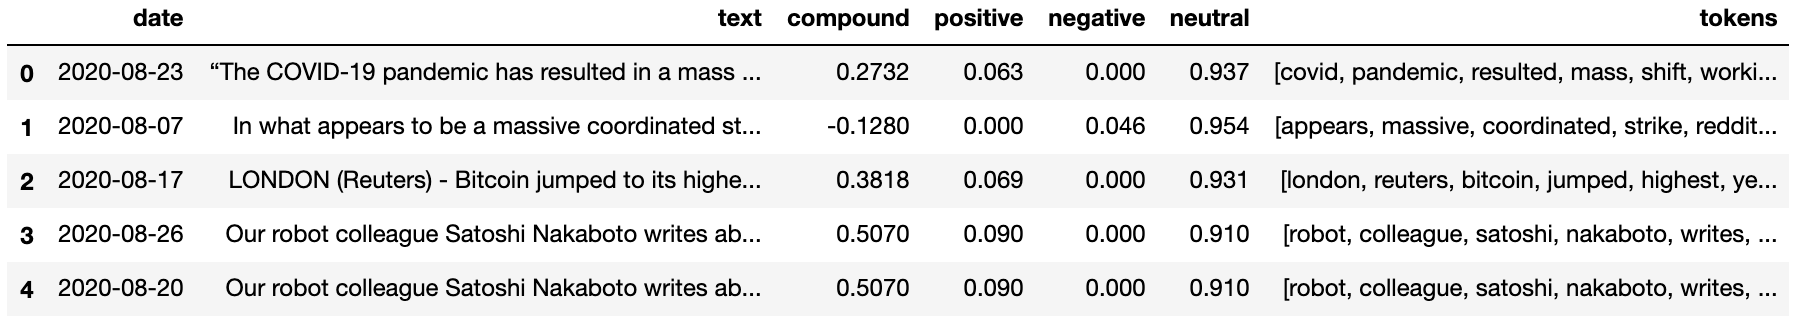 date text compound positive negative neutral tokens
0 2020-08-23 “The COVID-19 pandemic has resulted in a mass ... 0.2732 0.063 0.000 0.937 [covid, pandemic, resulted, mass, shift, worki...
1 2020-08-07 In what appears to be a massive coordinated st... -0.1280 0.000 0.046 0.954 [appears, massive, coordinated, strike, reddit...
2 2020-08-17 LONDON (Reuters) - Bitcoin jumped to its highe... 0.3818 0.069 0.000 0.931 [london, reuters, bitcoin, jumped, highest, ye...
3 2020-08-26 Our robot colleague Satoshi Nakaboto writes ab... 0.5070 0.090 0.000 0.910 [robot, colleague, satoshi, nakaboto, writes, ...
4 2020-08-20 Our robot colleague Satoshi Nakaboto writes ab... 0.5070 0.090 0.000 0.910 [robot, colleague, satoshi, nakaboto, writes, ...